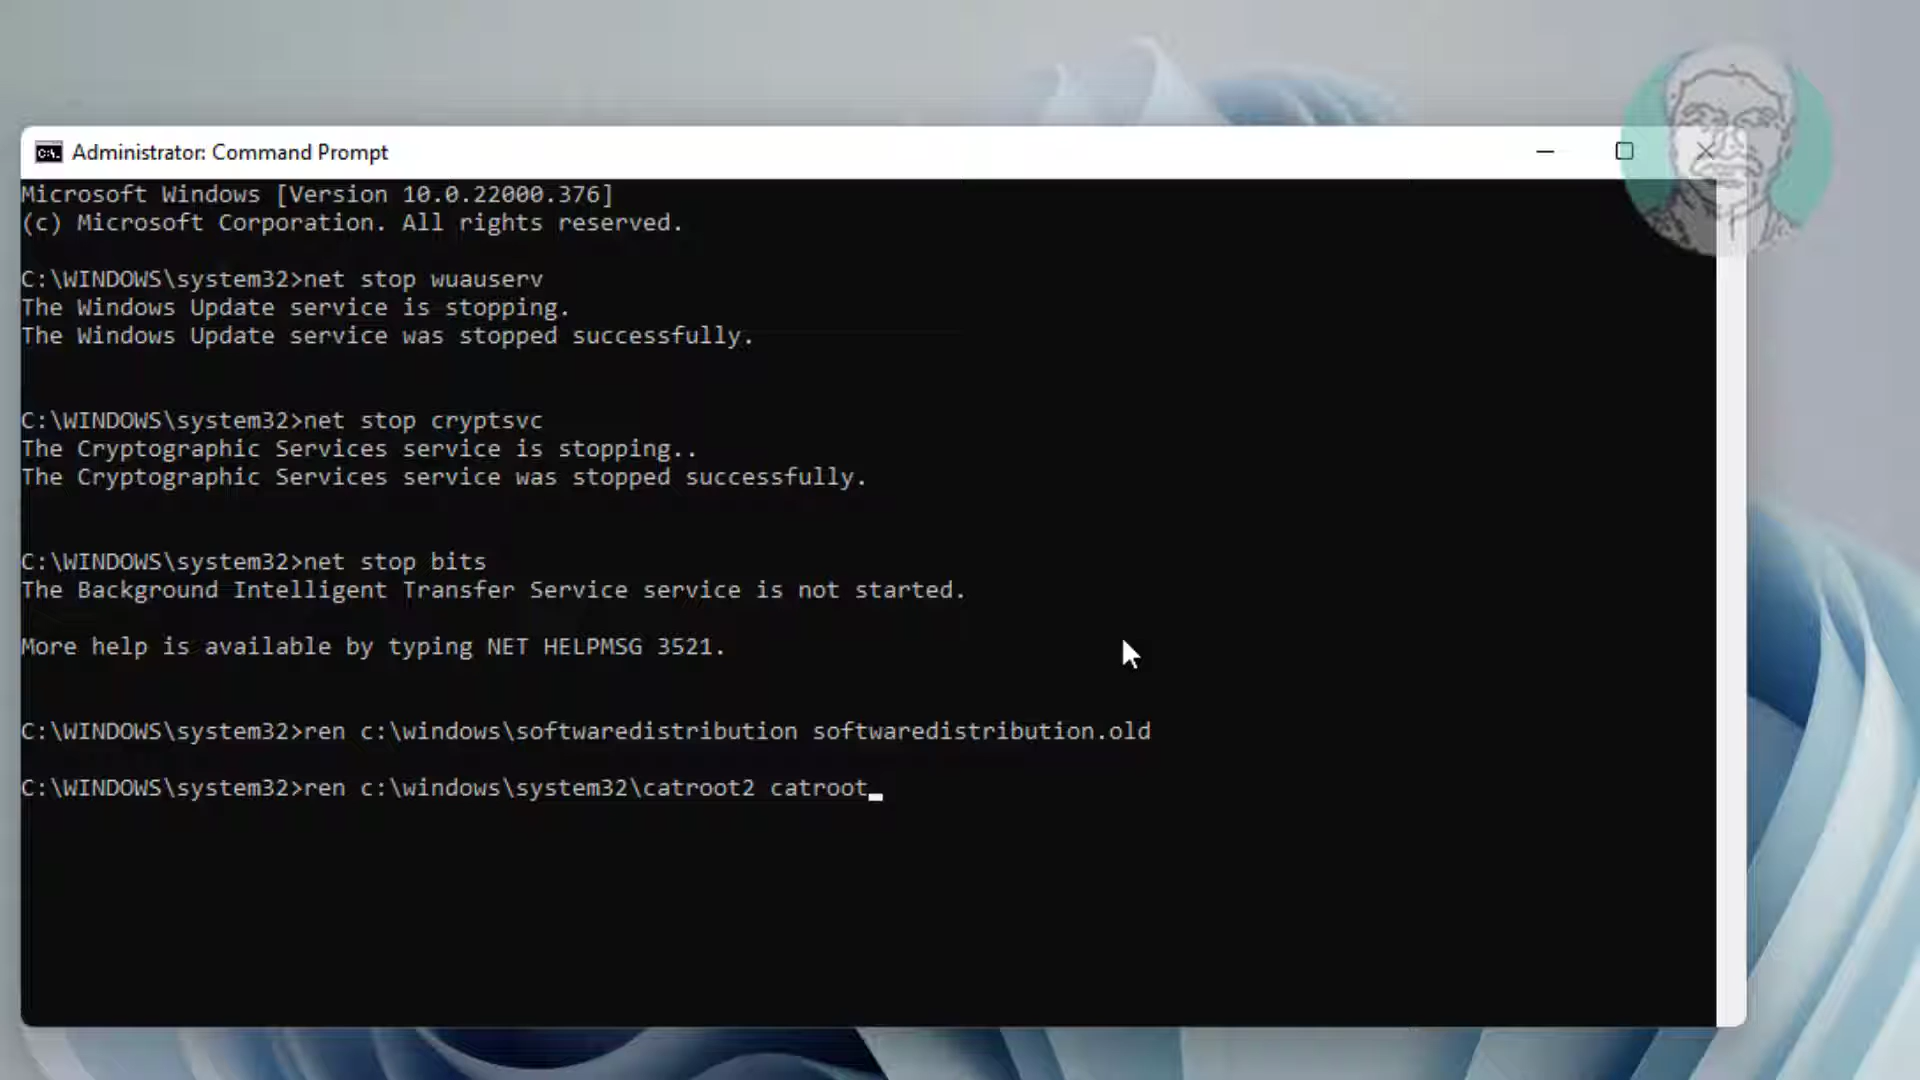 Administrator: Command Prompt
Microsoft Windows [Version 10.0.22000.376]
(c) Microsoft Corporation. All rights reserved.
C:\WINDOWS\system32>net stop wuauserv
The Windows Update service is stopping.
The Windows Update service was stopped successfully.
C:\WINDOWS\system32>net stop cryptsvc
The Cryptographic Services service is stopping..
The Cryptographic Services service was stopped successfully.
C:\WINDOWS\system32>net stop bits
The Background Intelligent Transfer Service service is not started.
More help is available by typing NET HELPMSG 3521.
C:\WINDOWS\system32>ren c:\windows\softwaredistribution softwaredistribution.old
C:\WINDOWS\system32>ren c:\windows\system32\catroot2 catroot